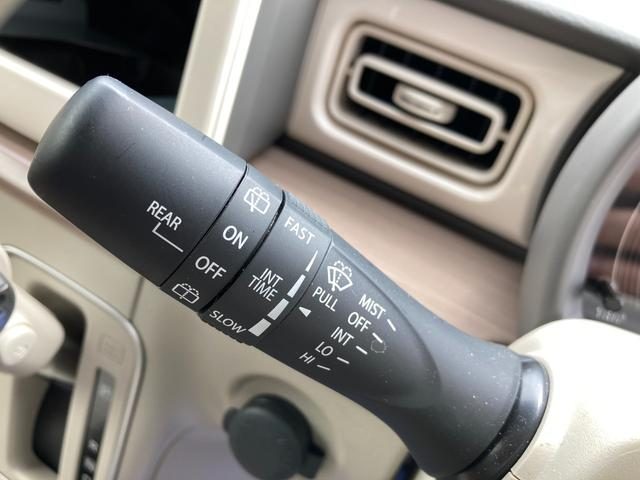 REAR
ON
OFF
FAST
INT
TIME
SLOW
PULL
MIST
OFF
INT
LO
HI